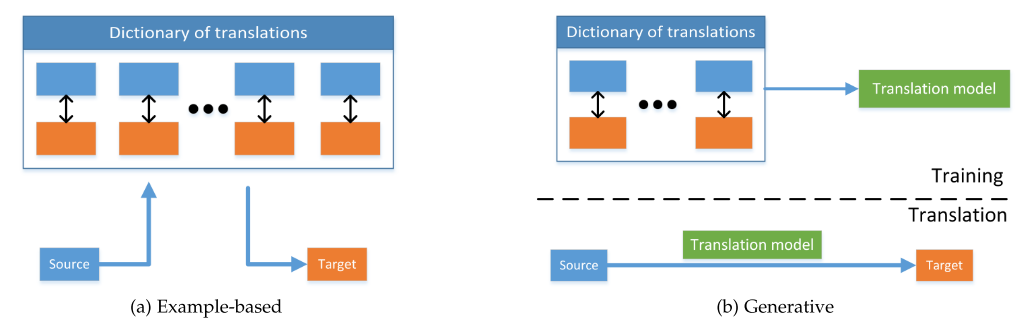 Dictionary of translations
Source
Target
(a) Example-based
Dictionary of translations
Translation model
Training
Translation
Translation model
Source
Target
(b) Generative